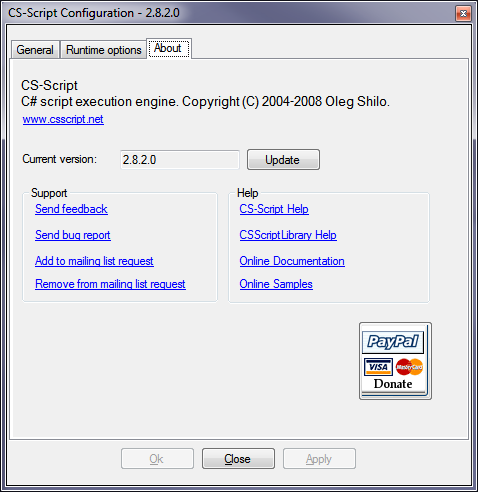 CS-Script Configuration - 2.8.2.0
General Runtime options About
CS-Script
C# script execution engine. Copyright (C) 2004-2008 Oleg Shilo.
www.csscript.net
Current version: 2.8.2.0 Update
Support Help
Send feedback CS-Script Help
Send bug report CSScriptLibrary Help
Add to mailing list request Online Documentation
Remove from mailing list request Online Samples
PayPal
VISA MasterCard
Donate
Ok Close Apply